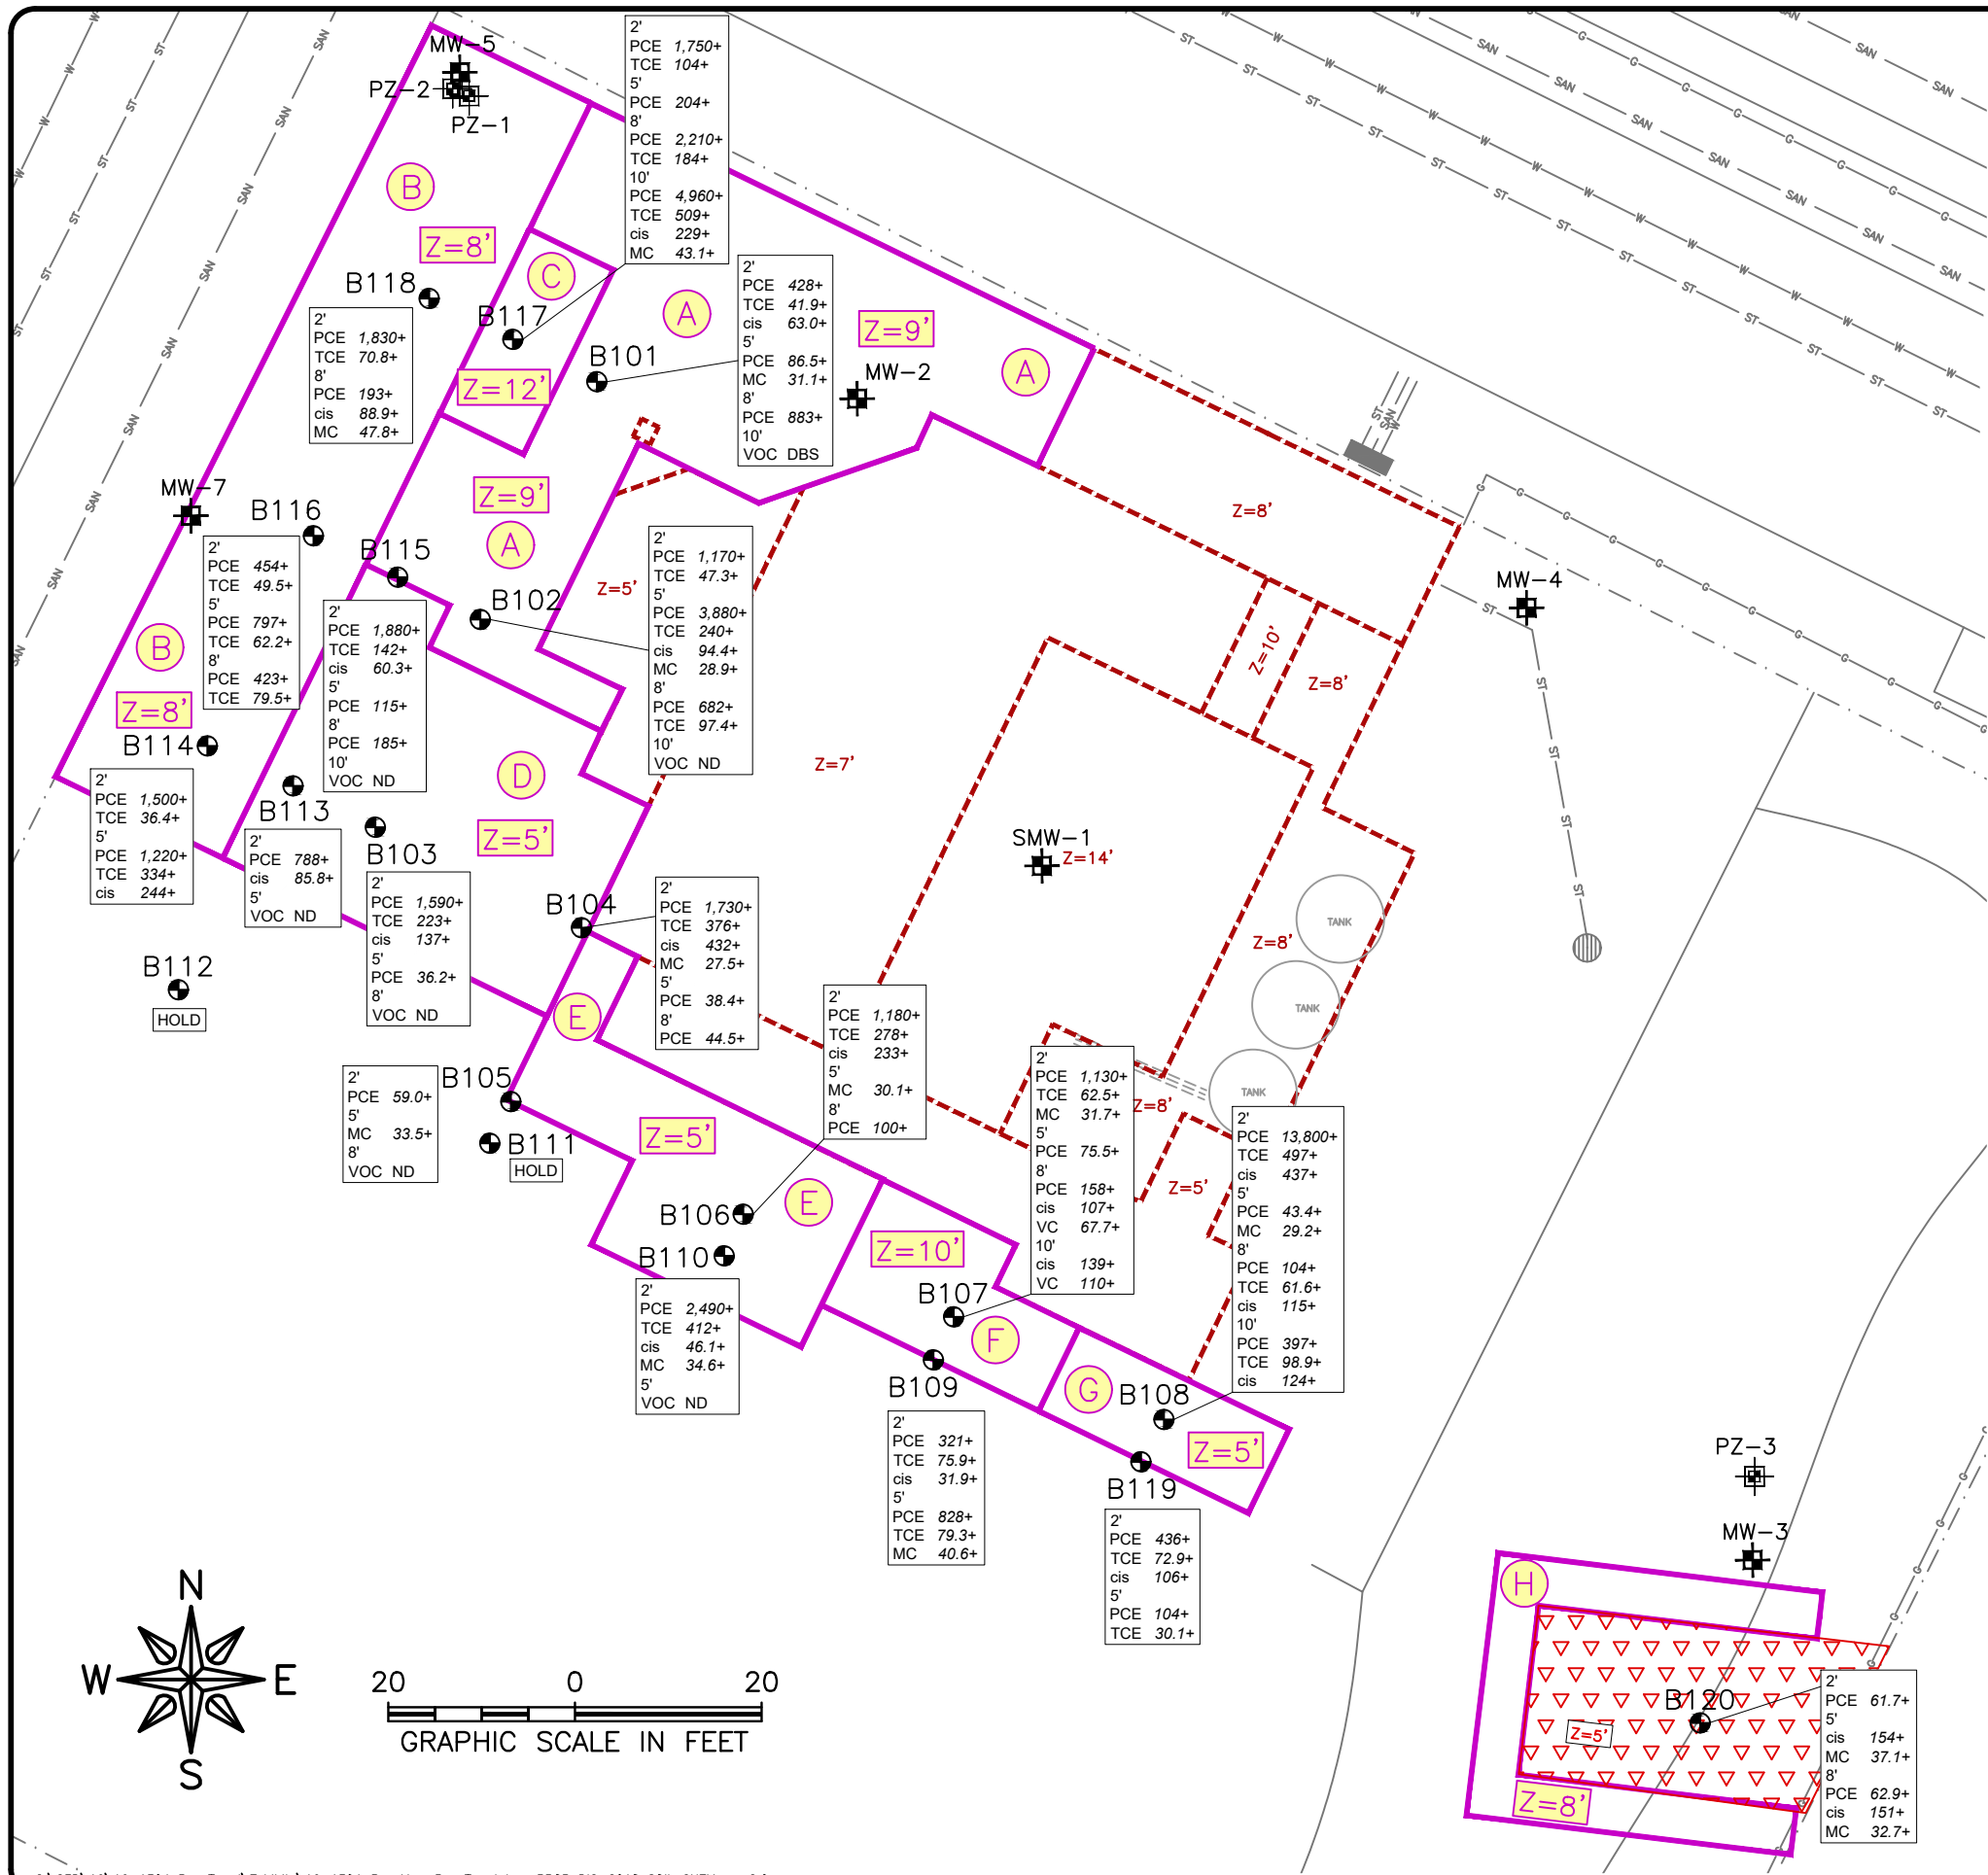 MW-5
PZ-2
PZ-1
2'
PCE 1,750+
TCE 104+
5'
PCE 204+
8'
PCE 2,210+
TCE 184+
10'
PCE 4,960+
TCE 509+
cis 229+
MC 43.1+
B
Z=8'
C
A
Z=9'
A
B118
2'
PCE 1,830+
TCE 70.8+
8'
PCE 193+
cis 88.9+
MC 47.8+
B117
Z=12'
B101
2'
PCE 428+
TCE 41.9+
cis 63.0+
5'
PCE 86.5+
MC 31.1+
8'
PCE 883+
10'
VOC DBS
MW-2
MW-7
B116
2'
PCE 454+
TCE 49.5+
5'
PCE 797+
TCE 62.2+
8'
PCE 423+
TCE 79.5+
B115
2'
PCE 1,880+
TCE 142+
cis 60.3+
5'
PCE 115+
8'
PCE 185+
10'
VOC ND
Z=9'
A
B102
2'
PCE 1,170+
TCE 47.3+
5'
PCE 3,880+
TCE 240+
cis 94.4+
MC 28.9+
8'
PCE 682+
TCE 97.4+
10'
VOC ND
Z=5'
Z=8'
Z=10'
Z=8'
MW-4
B
Z=8'
B114
2'
PCE 1,500+
TCE 36.4+
5'
PCE 1,220+
TCE 334+
cis 244+
B113
2'
PCE 788+
cis 85.8+
5'
VOC ND
B103
2'
PCE 1,590+
TCE 223+
cis 137+
5'
PCE 36.2+
8'
VOC ND
D
Z=5'
Z=7'
SMW-1
Z=14'
Z=8'
TANK
TANK
TANK
B104
2'
PCE 1,730+
TCE 376+
cis 432+
MC 27.5+
5'
PCE 38.4+
8'
PCE 44.5+
B112
HOLD
E
2'
PCE 1,180+
TCE 278+
cis 233+
5'
MC 30.1+
8'
PCE 100+
2'
PCE 59.0+
5'
MC 33.5+
8'
VOC ND
B105
B111
HOLD
Z=5'
E
B106
B110
2'
PCE 2,490+
TCE 412+
cis 46.1+
MC 34.6+
5'
VOC ND
2'
PCE 1,130+
TCE 62.5+
MC 31.7+
5'
PCE 75.5+
8'
PCE 158+
cis 107+
VC 67.7+
10'
cis 139+
VC 110+
Z=8'
Z=5'
2'
PCE 13,800+
TCE 497+
cis 437+
5'
PCE 43.4+
MC 29.2+
8'
PCE 104+
TCE 61.6+
cis 115+
10'
PCE 397+
TCE 98.9+
cis 124+
Z=10'
B107
F
B109
2'
PCE 321+
TCE 75.9+
cis 31.9+
5'
PCE 828+
TCE 79.3+
MC 40.6+
G
B108
Z=5'
B119
2'
PCE 436+
TCE 72.9+
cis 106+
5'
PCE 104+
TCE 30.1+
PZ-3
MW-3
H
B120
Z=5'
Z=8'
2'
PCE 61.7+
5'
cis 154+
MC 37.1+
8'
PCE 62.9+
cis 151+
MC 32.7+
N
W E
S
20 0 20
GRAPHIC SCALE IN FEET